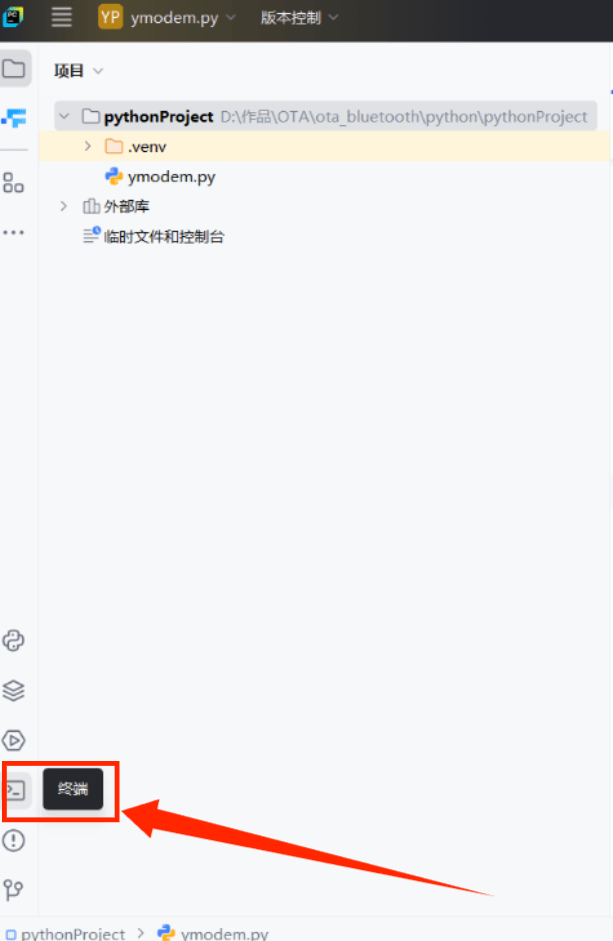 YP ymodem.py 版本控制
项目
pythonProject D:\作品\OTA\ota_bluetooth\python\pythonProject
.venv
ymodem.py
外部库
临时文件和控制台
终端
pythonProject > ymodem.py